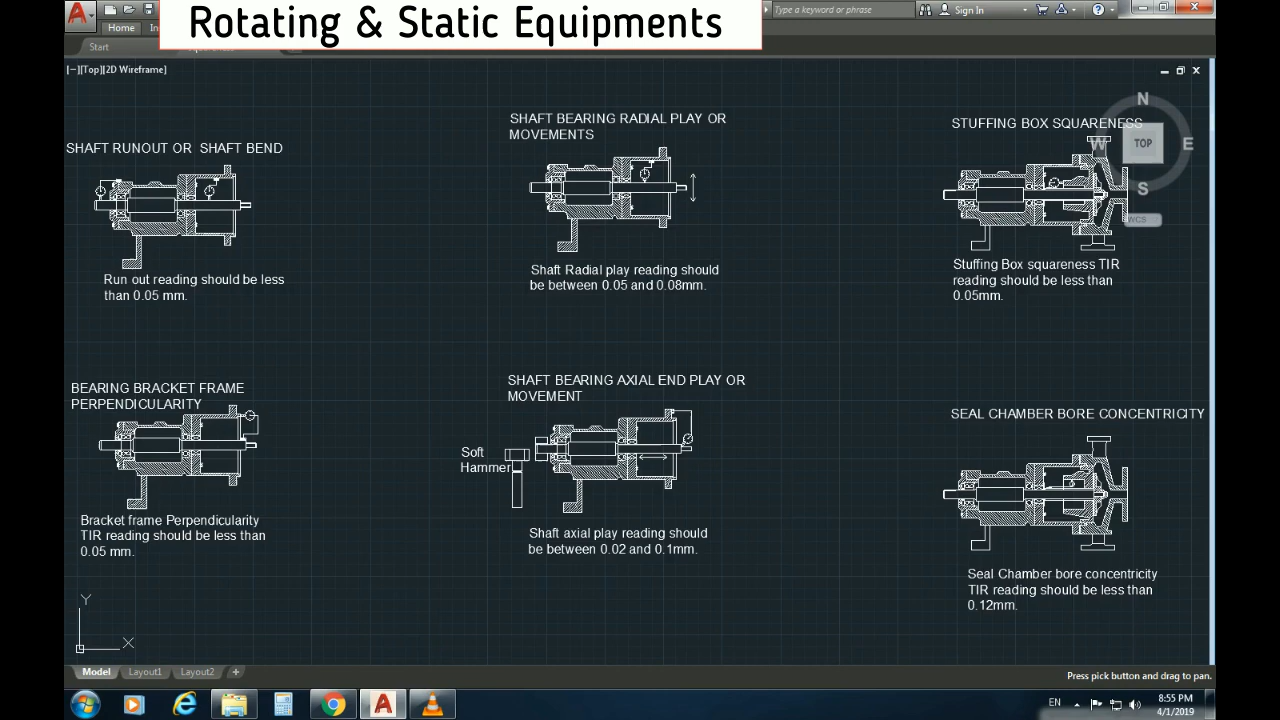 Rotating & Static Equipments
Type a keyword or phrase
Sign In
Home
Start
[−][Top][2D Wireframe]
SHAFT RUNOUT OR SHAFT BEND
Run out reading should be less
than 0.05 mm.
SHAFT BEARING RADIAL PLAY OR
MOVEMENTS
Shaft Radial play reading should
be between 0.05 and 0.08mm.
STUFFING BOX SQUARENESS
N
W
TOP
E
S
WCS
Stuffing Box squareness TIR
reading should be less than
0.05mm.
BEARING BRACKET FRAME
PERPENDICULARITY
Bracket frame Perpendicularity
TIR reading should be less than
0.05 mm.
SHAFT BEARING AXIAL END PLAY OR
MOVEMENT
Soft
Hammer
Shaft axial play reading should
be between 0.02 and 0.1mm.
SEAL CHAMBER BORE CONCENTRICITY
Seal Chamber bore concentricity
TIR reading should be less than
0.12mm.
Y
X
Model
Layout1
Layout2
+
Press pick button and drag to pan.
EN
8:55 PM
4/1/2019